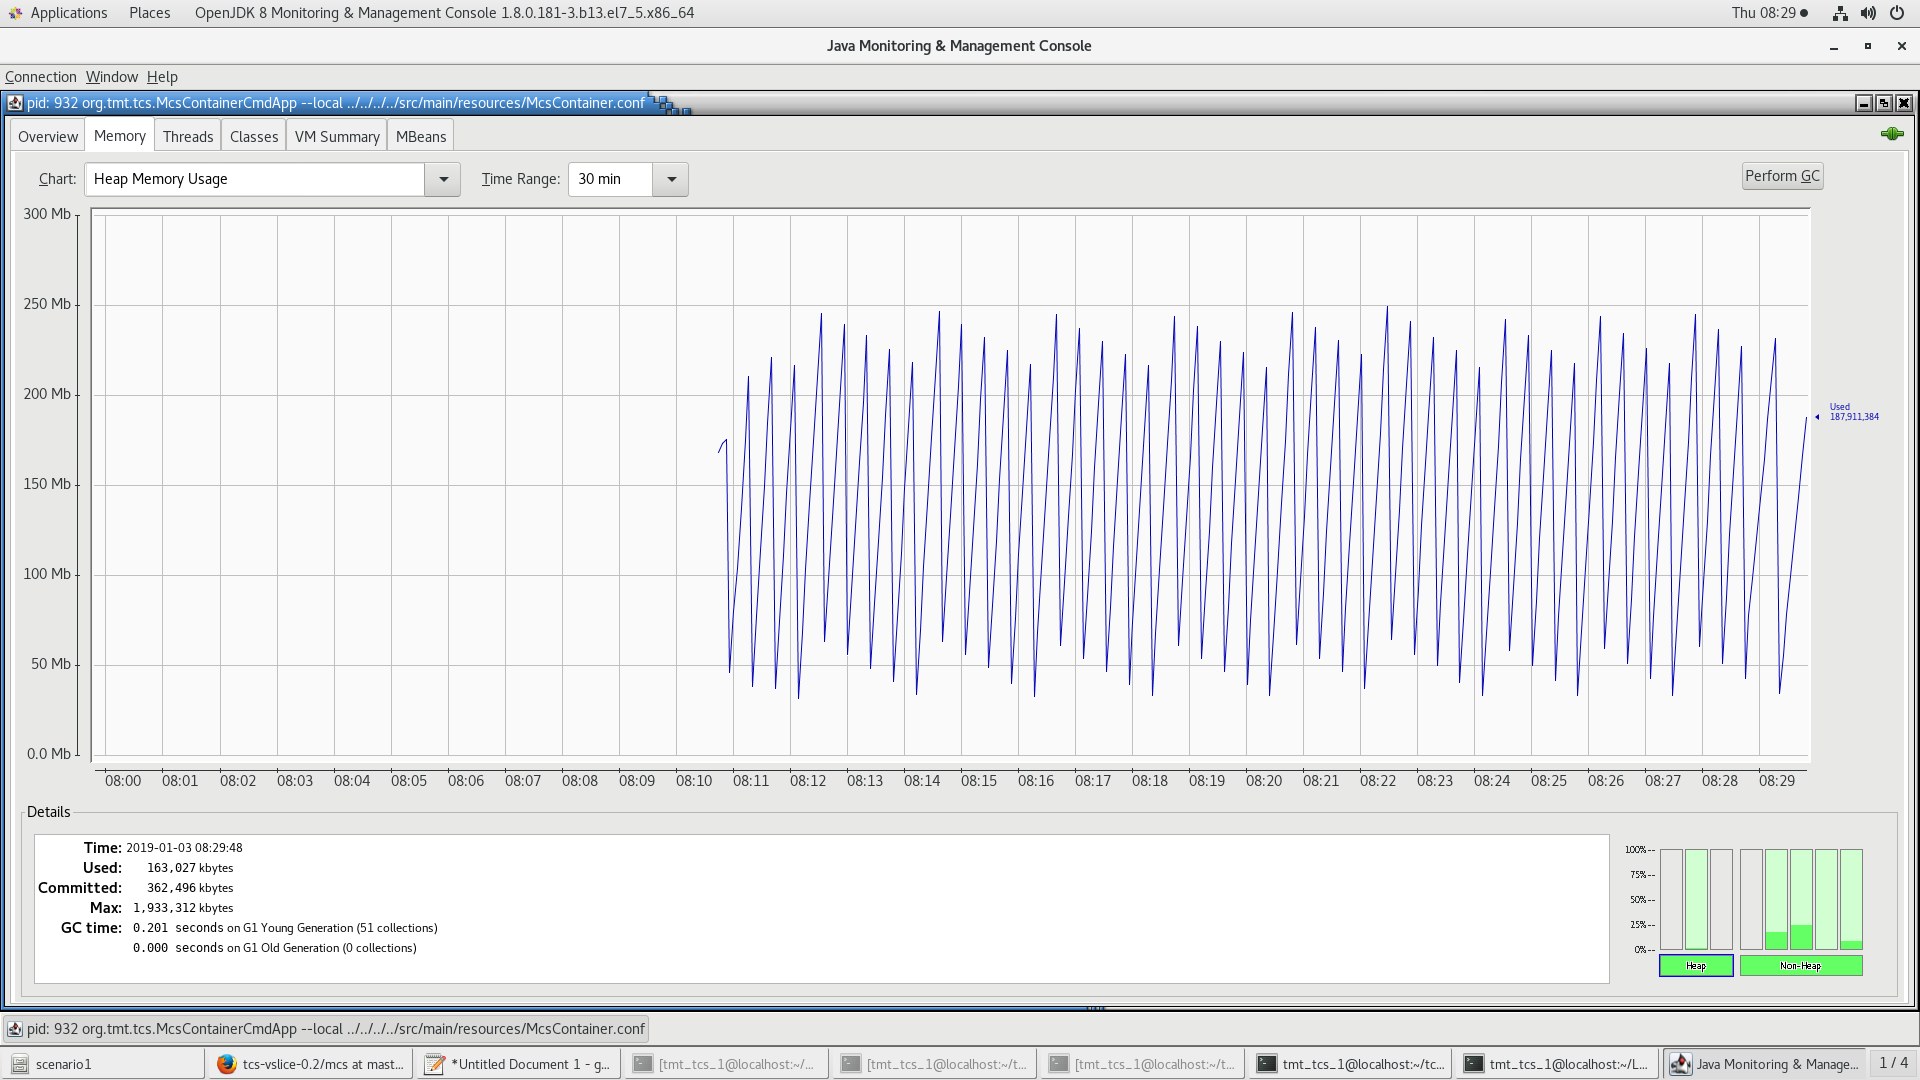 Applications Places OpenJDK 8 Monitoring & Management Console 1.8.0.181-3.b13.el7_5.x86_64 Thu 08:29
Java Monitoring & Management Console
Connection Window Help
pid: 932 org.tmt.tcs.McsContainerCmdApp --local ../../../../src/main/resources/McsContainer.conf
Overview Memory Threads Classes VM Summary MBeans
Chart: Heap Memory Usage Time Range: 30 min Perform GC
300 Mb
250 Mb
200 Mb
Used
187,911,384
150 Mb
100 Mb
50 Mb
0.0 Mb
08:00 08:01 08:02 08:03 08:04 08:05 08:06 08:07 08:08 08:09 08:10 08:11 08:12 08:13 08:14 08:15 08:16 08:17 08:18 08:19 08:20 08:21 08:22 08:23 08:24 08:25 08:26 08:27 08:28 08:29
Details
Time: 2019-01-03 08:29:48
Used: 163,027 kbytes
Committed: 362,496 kbytes
Max: 1,933,312 kbytes
GC time: 0.201 seconds on G1 Young Generation (51 collections)
0.000 seconds on G1 Old Generation (0 collections)
100%
75%
50%
25%
0%
Heap Non-Heap
pid: 932 org.tmt.tcs.McsContainerCmdApp --local ../../../../src/main/resources/McsContainer.conf
scenario1 tcs-vslice-0.2/mcs at mast... *Untitled Document 1 - g... [tmt_tcs_1@localhost:~/... [tmt_tcs_1@localhost:~/t... [tmt_tcs_1@localhost:~/t... tmt_tcs_1@localhost:~/tc... tmt_tcs_1@localhost:~/L... Java Monitoring & Manage... 1 / 4